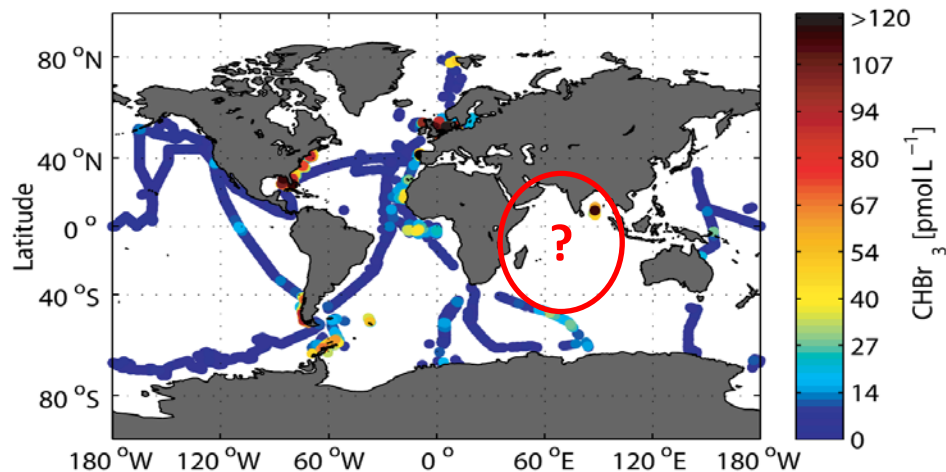 80 °N
40 °N
0 °
40 °S
80 °S
Latitude
180 °W
120 °W
60 °W
0 °
60 °E
120 °E
180 °W
?
>120
107
94
80
67
54
40
27
14
0
CHBr 3 [pmol L −1]